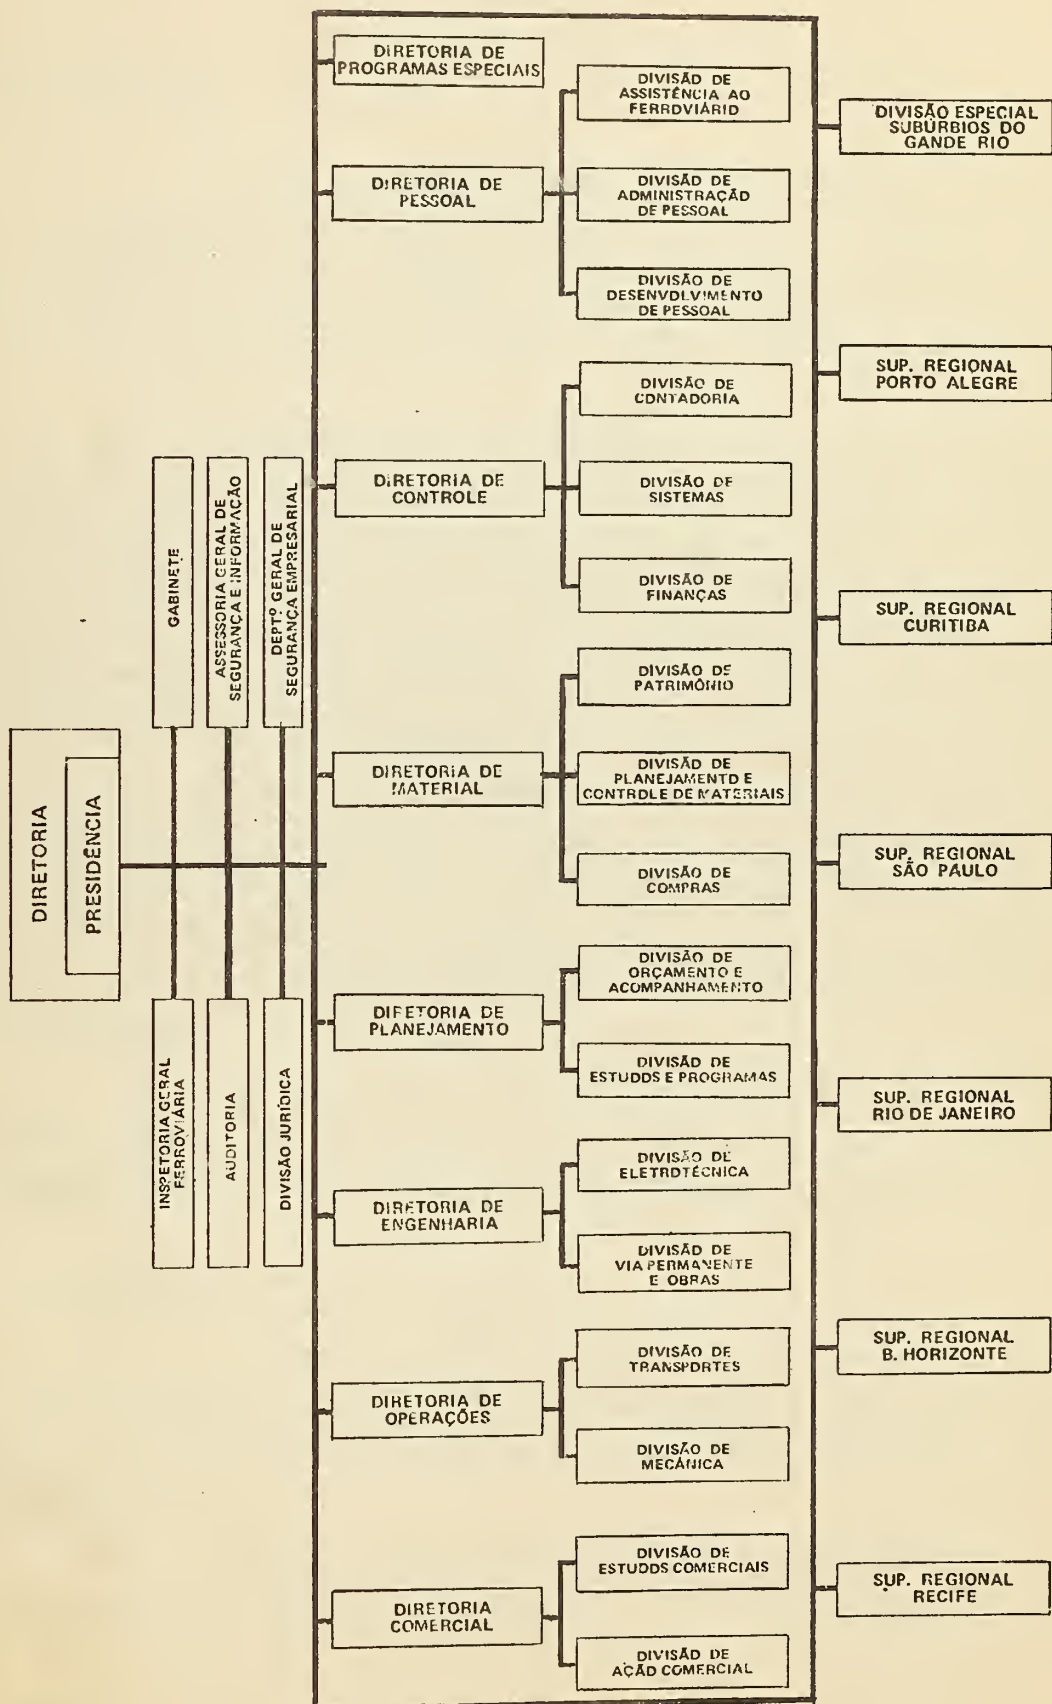 DIRETORIA
PRESIDÊNCIA
GABINETE
ASSESSORIA GERAL DE
SEGURANÇA E INFORMAÇÃO
DEPTº GERAL DE
SEGURANÇA EMPRESARIAL
INSPETORIA GERAL
FERROVIÁRIA
AUDITORIA
DIVISÃO JURÍDICA
DIRETORIA DE
PROGRAMAS ESPECIAIS
DIRETORIA DE
PESSOAL
DIVISÃO DE
ASSISTÊNCIA AO
FERROVIÁRIO
DIVISÃO DE
ADMINISTRAÇÃO
DE PESSOAL
DIVISÃO DE
DESENVOLVIMENTO
DE PESSOAL
DIRETORIA DE
CONTROLE
DIVISÃO DE
CONTADORIA
DIVISÃO DE
SISTEMAS
DIVISÃO DE
FINANÇAS
DIRETORIA DE
MATERIAL
DIVISÃO DE
PATRIMÔNIO
DIVISÃO DE
PLANEJAMENTO E
CONTROLE DE MATERIAIS
DIVISÃO DE
COMPRAS
DIRETORIA DE
PLANEJAMENTO
DIVISÃO DE
ORÇAMENTO E
ACOMPANHAMENTO
DIVISÃO DE
ESTUDOS E PROGRAMAS
DIRETORIA DE
ENGENHARIA
DIVISÃO DE
ELETROTÉCNICA
DIVISÃO DE
VIA PERMANENTE
E OBRAS
DIRETORIA DE
OPERAÇÕES
DIVISÃO DE
TRANSPORTES
DIVISÃO DE
MECÂNICA
DIRETORIA
COMERCIAL
DIVISÃO DE
ESTUDOS COMERCIAIS
DIVISÃO DE
AÇÃO COMERCIAL
DIVISÃO ESPECIAL
SUBÚRBIOS DO
GANDE RIO
SUP. REGIONAL
PORTO ALEGRE
SUP. REGIONAL
CURITIBA
SUP. REGIONAL
SÃO PAULO
SUP. REGIONAL
RIO DE JANEIRO
SUP. REGIONAL
B. HORIZONTE
SUP. REGIONAL
RECIFE